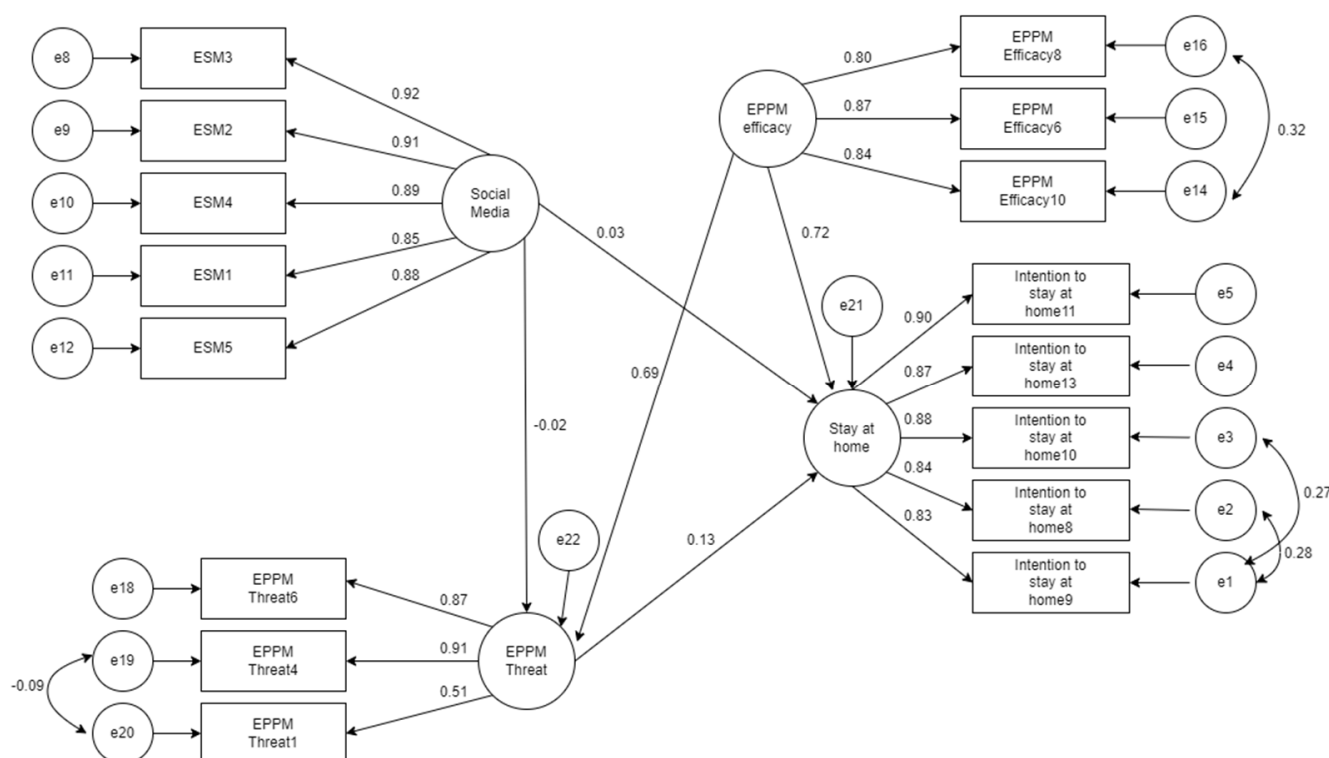 e8
ESM3
0.92
e9
ESM2
0.91
e10
ESM4
0.89
e11
ESM1
0.85
e12
ESM5
0.88
Social
Media
0.03
-0.02
EPPM
efficacy
0.80
0.87
0.84
EPPM
Efficacy8
e16
EPPM
Efficacy6
e15
EPPM
Efficacy10
e14
0.32
0.72
0.69
e21
Stay at
home
0.90
0.87
0.88
0.84
0.83
Intention to
stay at
home11
e5
Intention to
stay at
home13
e4
Intention to
stay at
home10
e3
Intention to
stay at
home8
e2
Intention to
stay at
home9
e1
0.27
0.28
e22
0.13
EPPM
Threat
0.87
0.91
0.51
e18
EPPM
Threat6
e19
EPPM
Threat4
e20
EPPM
Threat1
-0.09